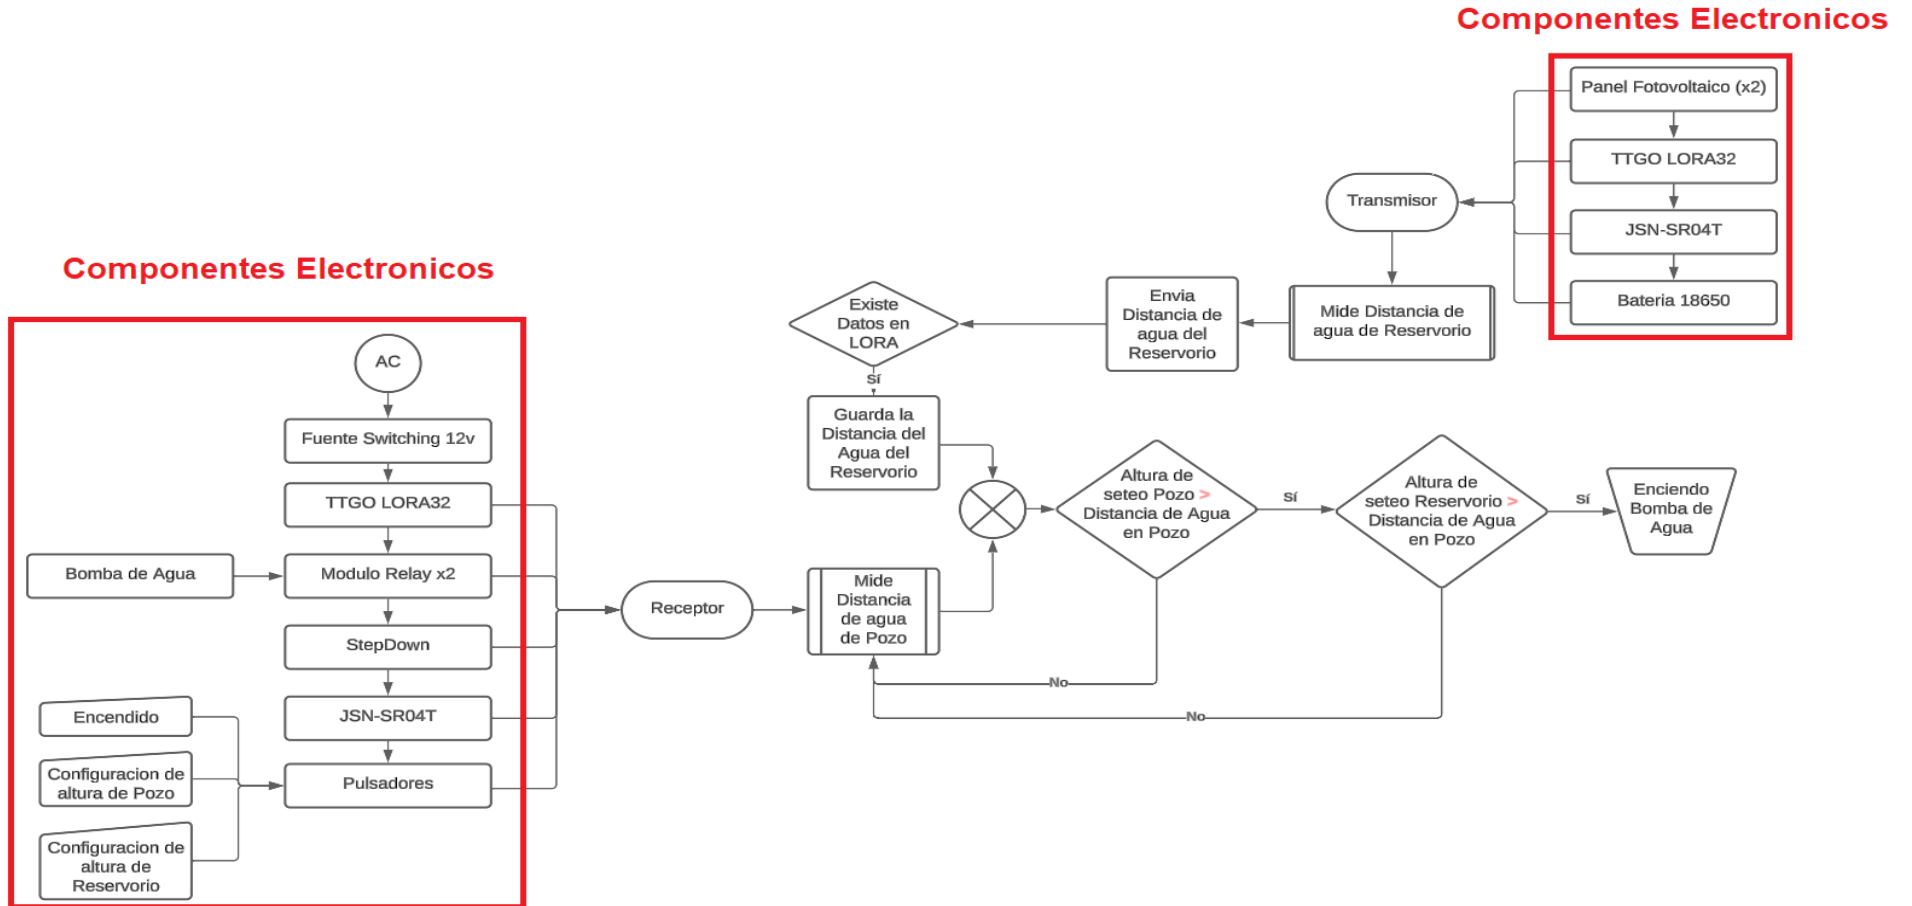 Componentes Electronicos
Panel Fotovoltaico (x2)
TTGO LORA32
JSN-SR04T
Bateria 18650
Transmisor
Mide Distancia de
agua de Reservorio
Envia
Distancia de
agua del
Reservorio
Existe
Datos en
LORA
Sí
Guarda la
Distancia del
Agua del
Reservorio
Componentes Electronicos
AC
Fuente Switching 12v
TTGO LORA32
Modulo Relay x2
Bomba de Agua
StepDown
JSN-SR04T
Pulsadores
Encendido
Configuracion de
altura de Pozo
Configuracion de
altura de
Reservorio
Receptor
Mide
Distancia
de agua
de Pozo
Altura de
seteo Pozo >
Distancia de Agua
en Pozo
Sí
No
Altura de
seteo Reservorio >
Distancia de Agua
en Pozo
Sí
No
Enciendo
Bomba de
Agua